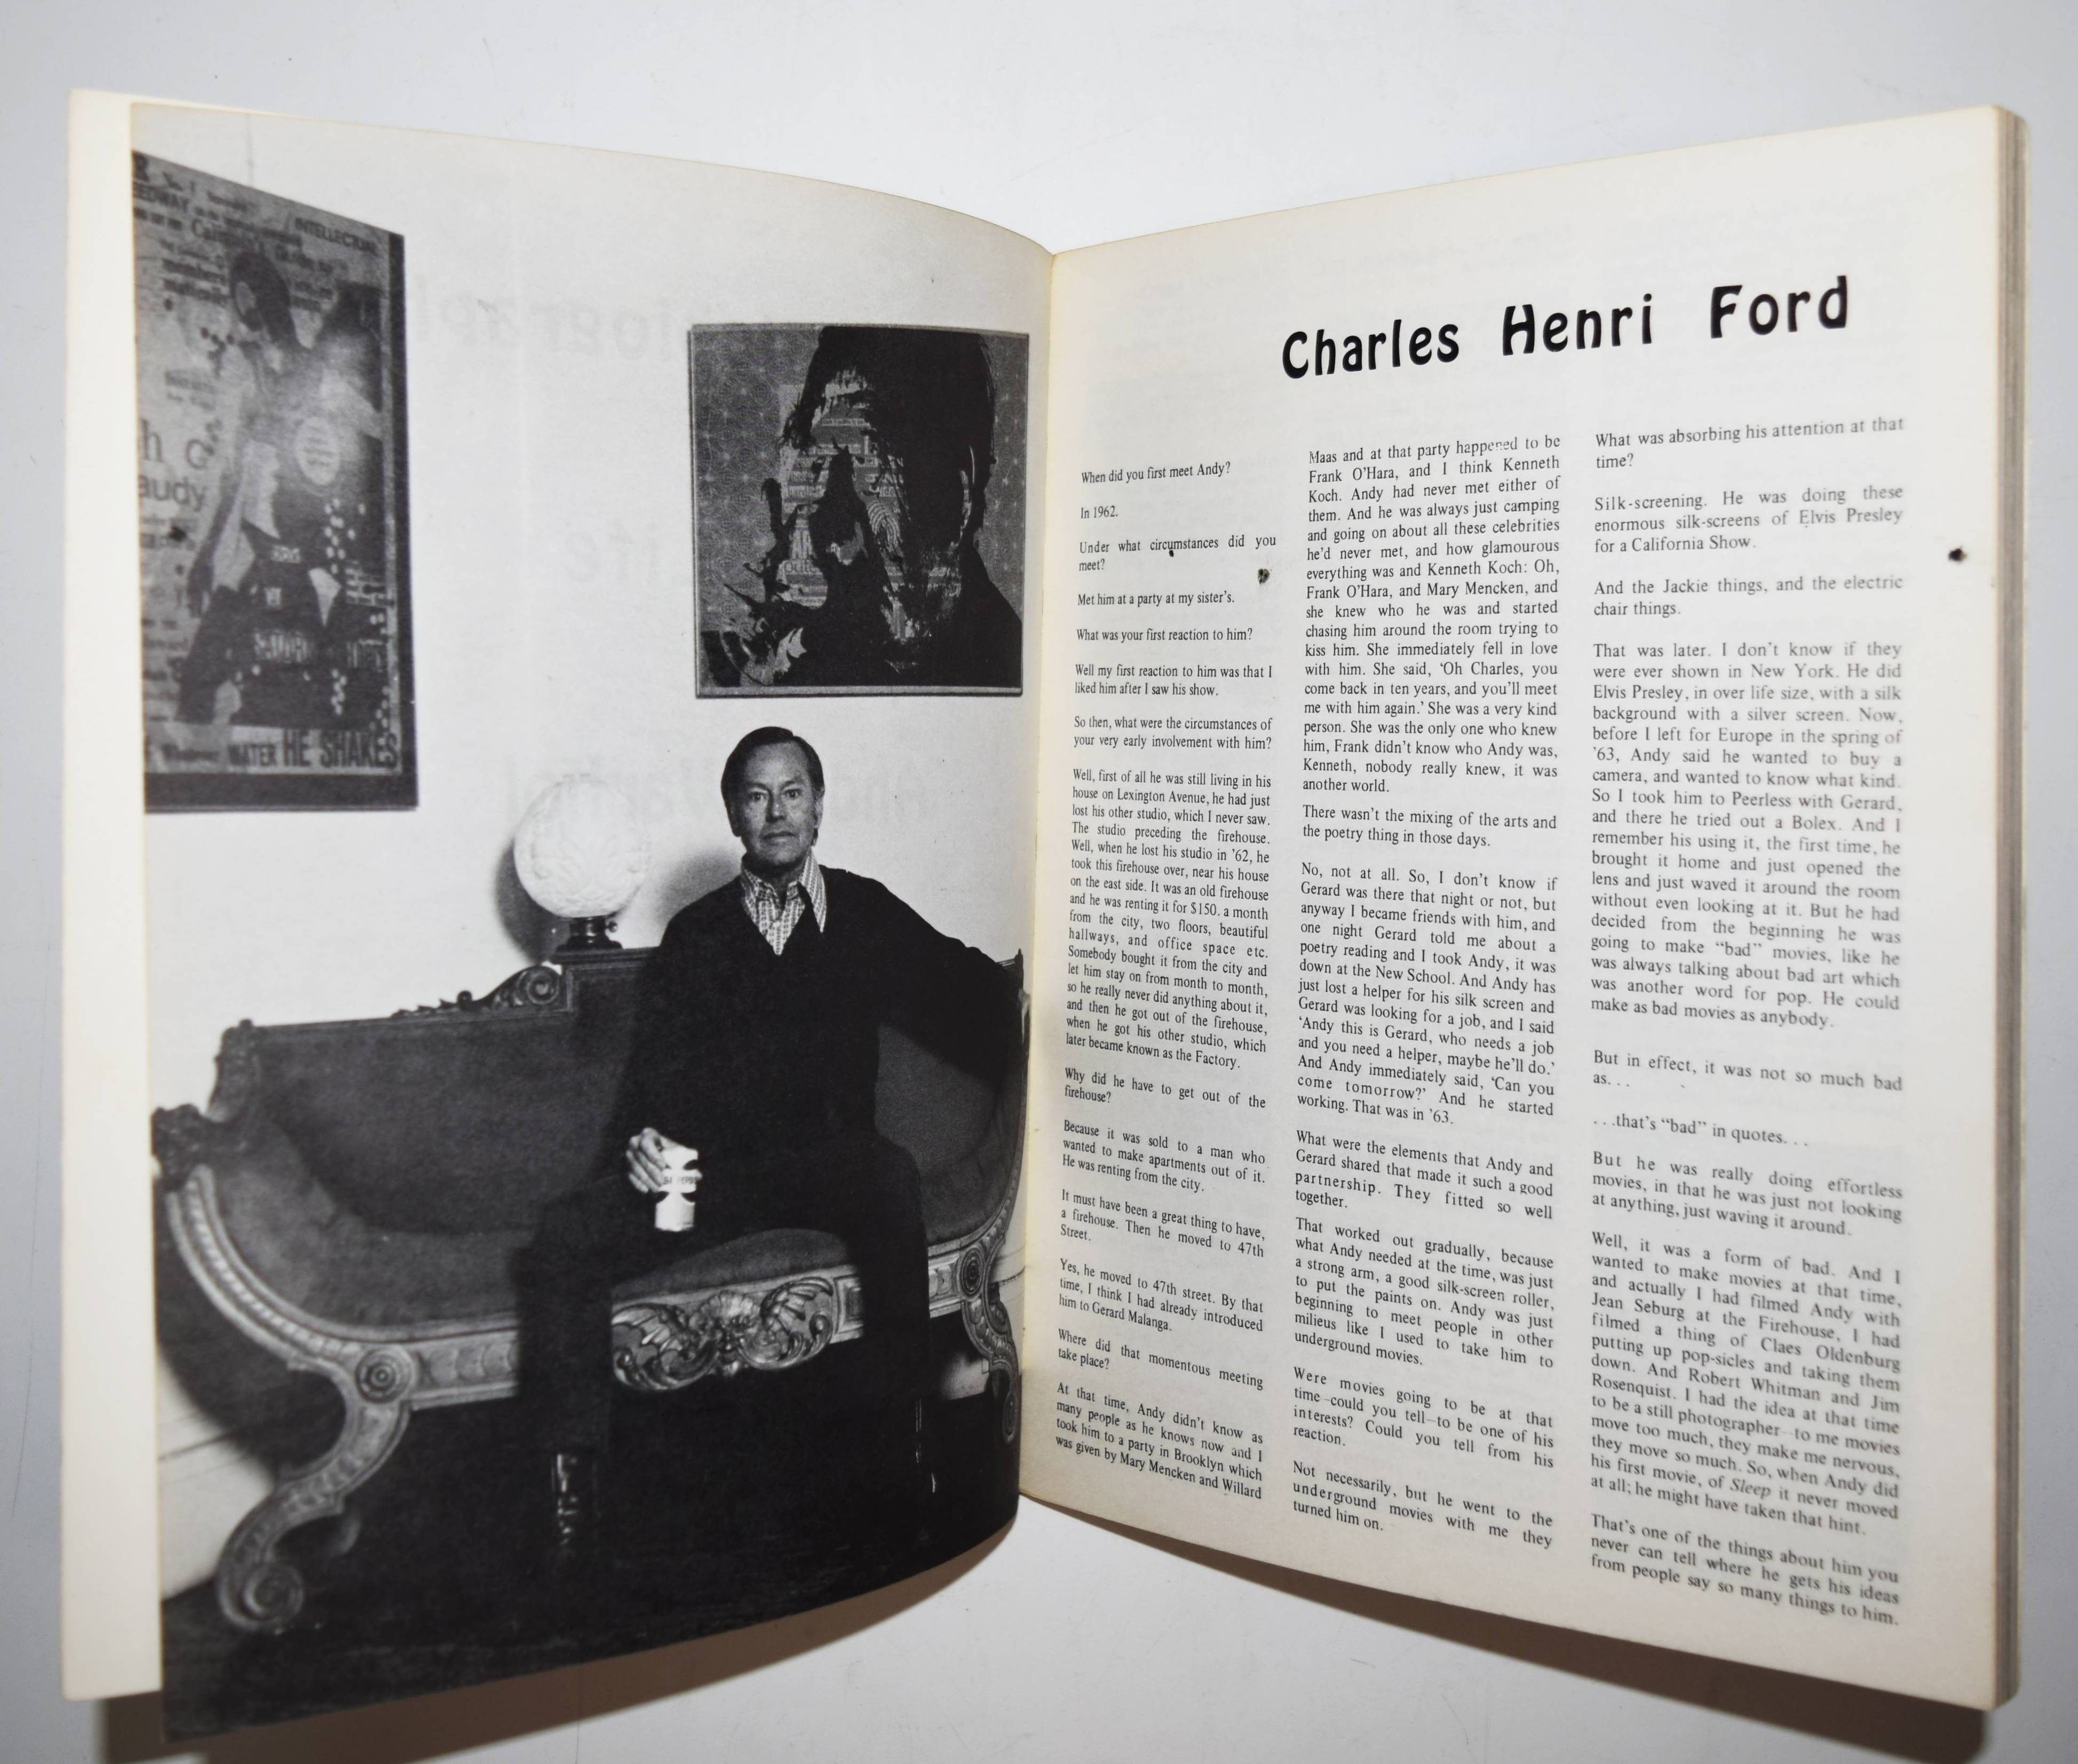 INTELLECTUAL
WATER HE SHAKES
Charles Henri Ford
When did you first meet Andy?
In 1962.
Under what circumstances did you
meet?
Met him at a party at my sister's.
What was your first reaction to him?
Well my first reaction to him was that I
liked him after I saw his show.
So then, what were the circumstances of
your very early involvement with him?
Well, first of all he was still living in his
house on Lexington Avenue, he had just
lost his other studio, which I never saw.
The studio preceding the firehouse.
Well, when he lost his studio in '62, he
took this firehouse over, near his house
on the east side. It was an old firehouse
and he was renting it for $150. a month
from the city, two floors, beautiful
hallways, and office space etc.
Somebody bought it from the city and
let him stay on from month to month,
so he really never did anything about it,
and then he got out of the firehouse,
when he got his other studio, which
later became known as the Factory.
Why did he have to get out of the
firehouse?
Because it was sold to a man who
wanted to make apartments out of it.
He was renting from the city.
It must have been a great thing to have,
a firehouse. Then he moved to 47th
Street.
Yes, he moved to 47th street. By that
time, I think I had already introduced
him to Gerard Malanga.
Where did that momentous meeting
take place?
At that time, Andy didn't know as
many people as he knows now and I
took him to a party in Brooklyn which
was given by Mary Mencken and Willard
Maas and at that party happened to be
Frank O'Hara, and I think Kenneth
Koch. Andy had never met either of
them. And he was always just camping
and going on about all these celebrities
he'd never met, and how glamourous
everything was and Kenneth Koch: Oh,
Frank O'Hara, and Mary Mencken, and
she knew who he was and started
chasing him around the room trying to
kiss him. She immediately fell in love
with him. She said, 'Oh Charles, you
come back in ten years, and you'll meet
me with him again.' She was a very kind
person. She was the only one who knew
him, Frank didn't know who Andy was,
Kenneth, nobody really knew, it was
another world.
There wasn't the mixing of the arts and
the poetry thing in those days.
No, not at all. So, I don't know if
Gerard was there that night or not, but
anyway I became friends with him, and
one night Gerard told me about a
poetry reading and I took Andy, it was
down at the New School. And Andy has
just lost a helper for his silk screen and
Gerard was looking for a job, and I said
'Andy this is Gerard, who needs a job
and you need a helper, maybe he'll do.'
And Andy immediately said, 'Can you
come tomorrow?' And he started
working. That was in '63.
What were the elements that Andy and
Gerard shared that made it such a good
partnership. They fitted so well
together.
That worked out gradually, because
what Andy needed at the time, was just
a strong arm, a good silk-screen roller,
to put the paints on. Andy was just
beginning to meet people in other
milieus like I used to take him to
underground movies.
Were movies going to be at that
time–could you tell–to be one of his
interests? Could you tell from his
reaction.
Not necessarily, but he went to the
underground movies with me they
turned him on.
What was absorbing his attention at that
time?
Silk-screening. He was doing these
enormous silk-screens of Elvis Presley
for a California Show.
And the Jackie things, and the electric
chair things.
That was later. I don't know if they
were ever shown in New York. He did
Elvis Presley, in over life size, with a silk
background with a silver screen. Now,
before I left for Europe in the spring of
'63, Andy said he wanted to buy a
camera, and wanted to know what kind.
So I took him to Peerless with Gerard,
and there he tried out a Bolex. And I
remember his using it, the first time, he
brought it home and just opened the
lens and just waved it around the room
without even looking at it. But he had
decided from the beginning he was
going to make "bad" movies, like he
was always talking about bad art which
was another word for pop. He could
make as bad movies as anybody.
But in effect, it was not so much bad
as. . .
. . .that's "bad" in quotes. . .
But he was really doing effortless
movies, in that he was just not looking
at anything, just waving it around.
Well, it was a form of bad. And I
wanted to make movies at that time,
and actually I had filmed Andy with
Jean Seburg at the Firehouse, I had
filmed a thing of Claes Oldenburg
putting up pop-sicles and taking them
down. And Robert Whitman and Jim
Rosenquist. I had the idea at that time
to be a still photographer–to me movies
move too much, they make me nervous,
they move so much. So, when Andy did
his first movie, of Sleep it never moved
at all; he might have taken that hint.
That's one of the things about him you
never can tell where he gets his ideas
from people say so many things to him.